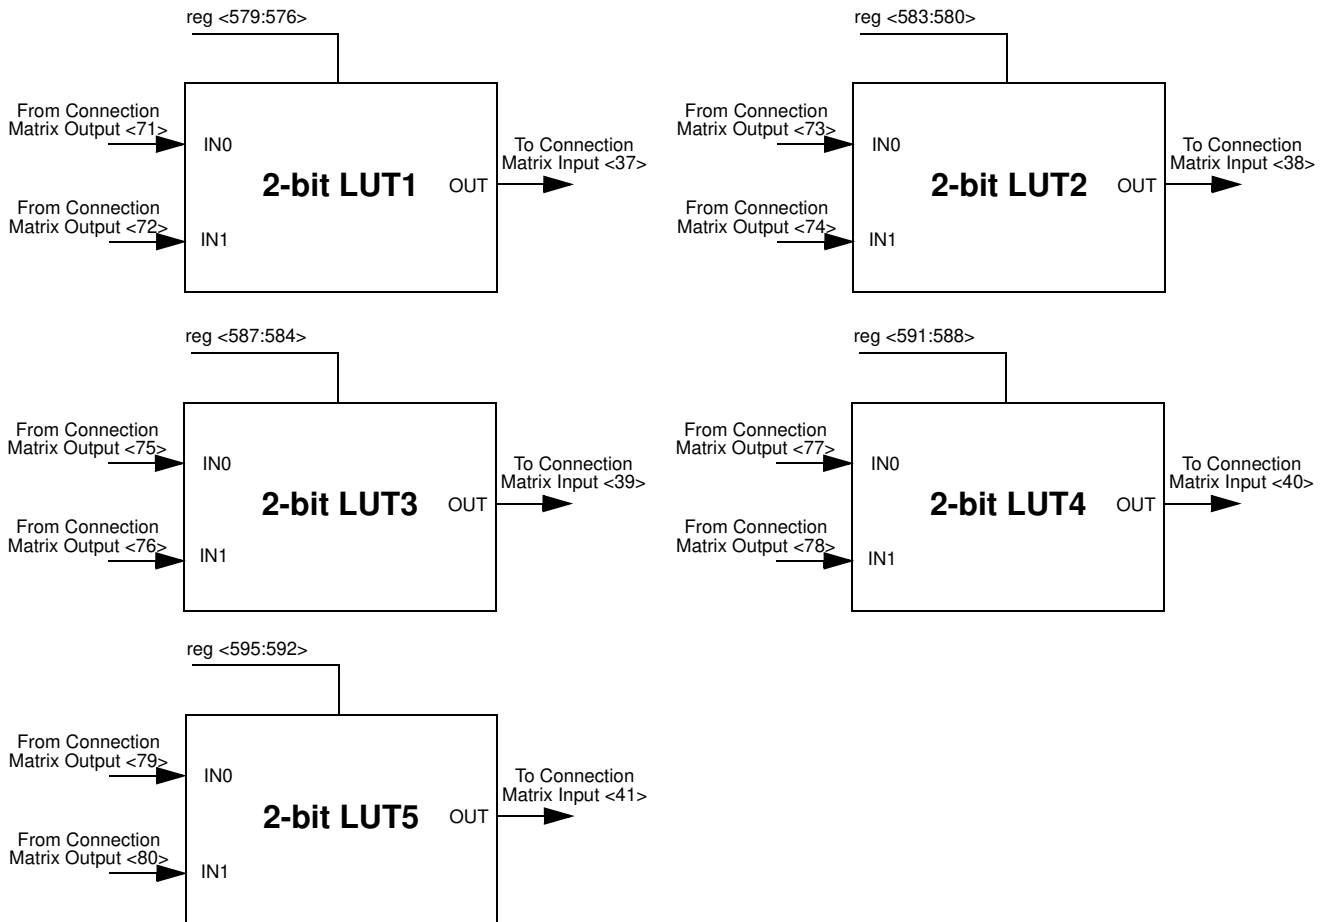 reg <579:576>
From Connection
Matrix Output <71>
IN0
2-bit LUT1
OUT
To Connection
Matrix Input <37>
From Connection
Matrix Output <72>
IN1
reg <583:580>
From Connection
Matrix Output <73>
IN0
2-bit LUT2
OUT
To Connection
Matrix Input <38>
From Connection
Matrix Output <74>
IN1
reg <587:584>
From Connection
Matrix Output <75>
IN0
2-bit LUT3
OUT
To Connection
Matrix Input <39>
From Connection
Matrix Output <76>
IN1
reg <591:588>
From Connection
Matrix Output <77>
IN0
2-bit LUT4
OUT
To Connection
Matrix Input <40>
From Connection
Matrix Output <78>
IN1
reg <595:592>
From Connection
Matrix Output <79>
IN0
2-bit LUT5
OUT
To Connection
Matrix Input <41>
From Connection
Matrix Output <80>
IN1